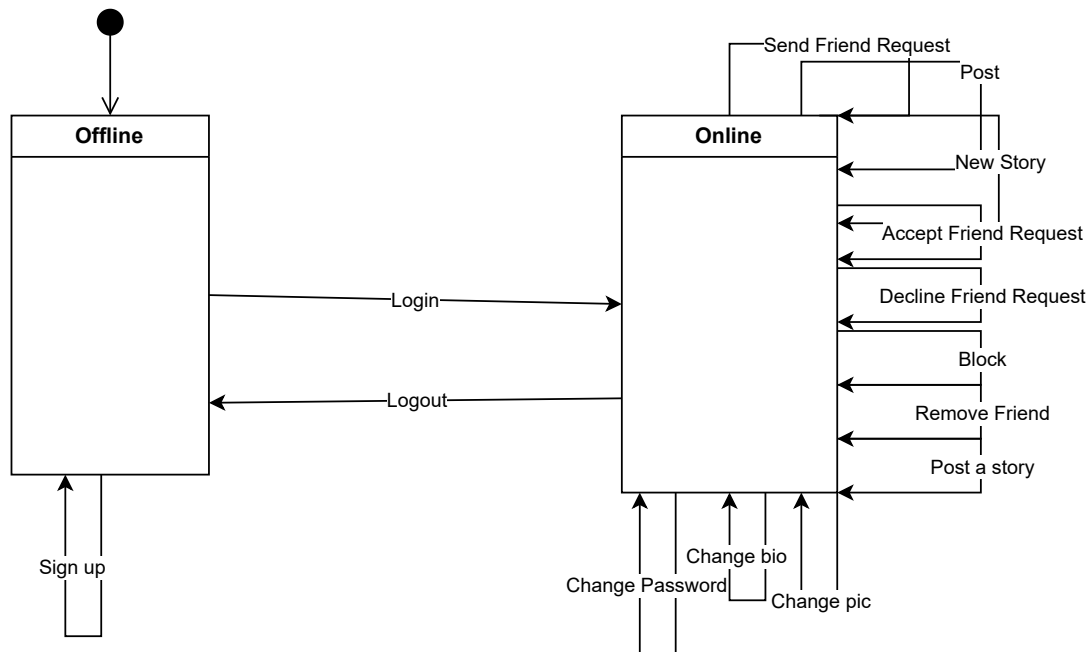 Send Friend Request
Post
Offline
Online
New Story
Accept Friend Request
Decline Friend Request
Login
Block
Logout
Remove Friend
Post a story
Change bio
Sign up
Change Password
Change pic